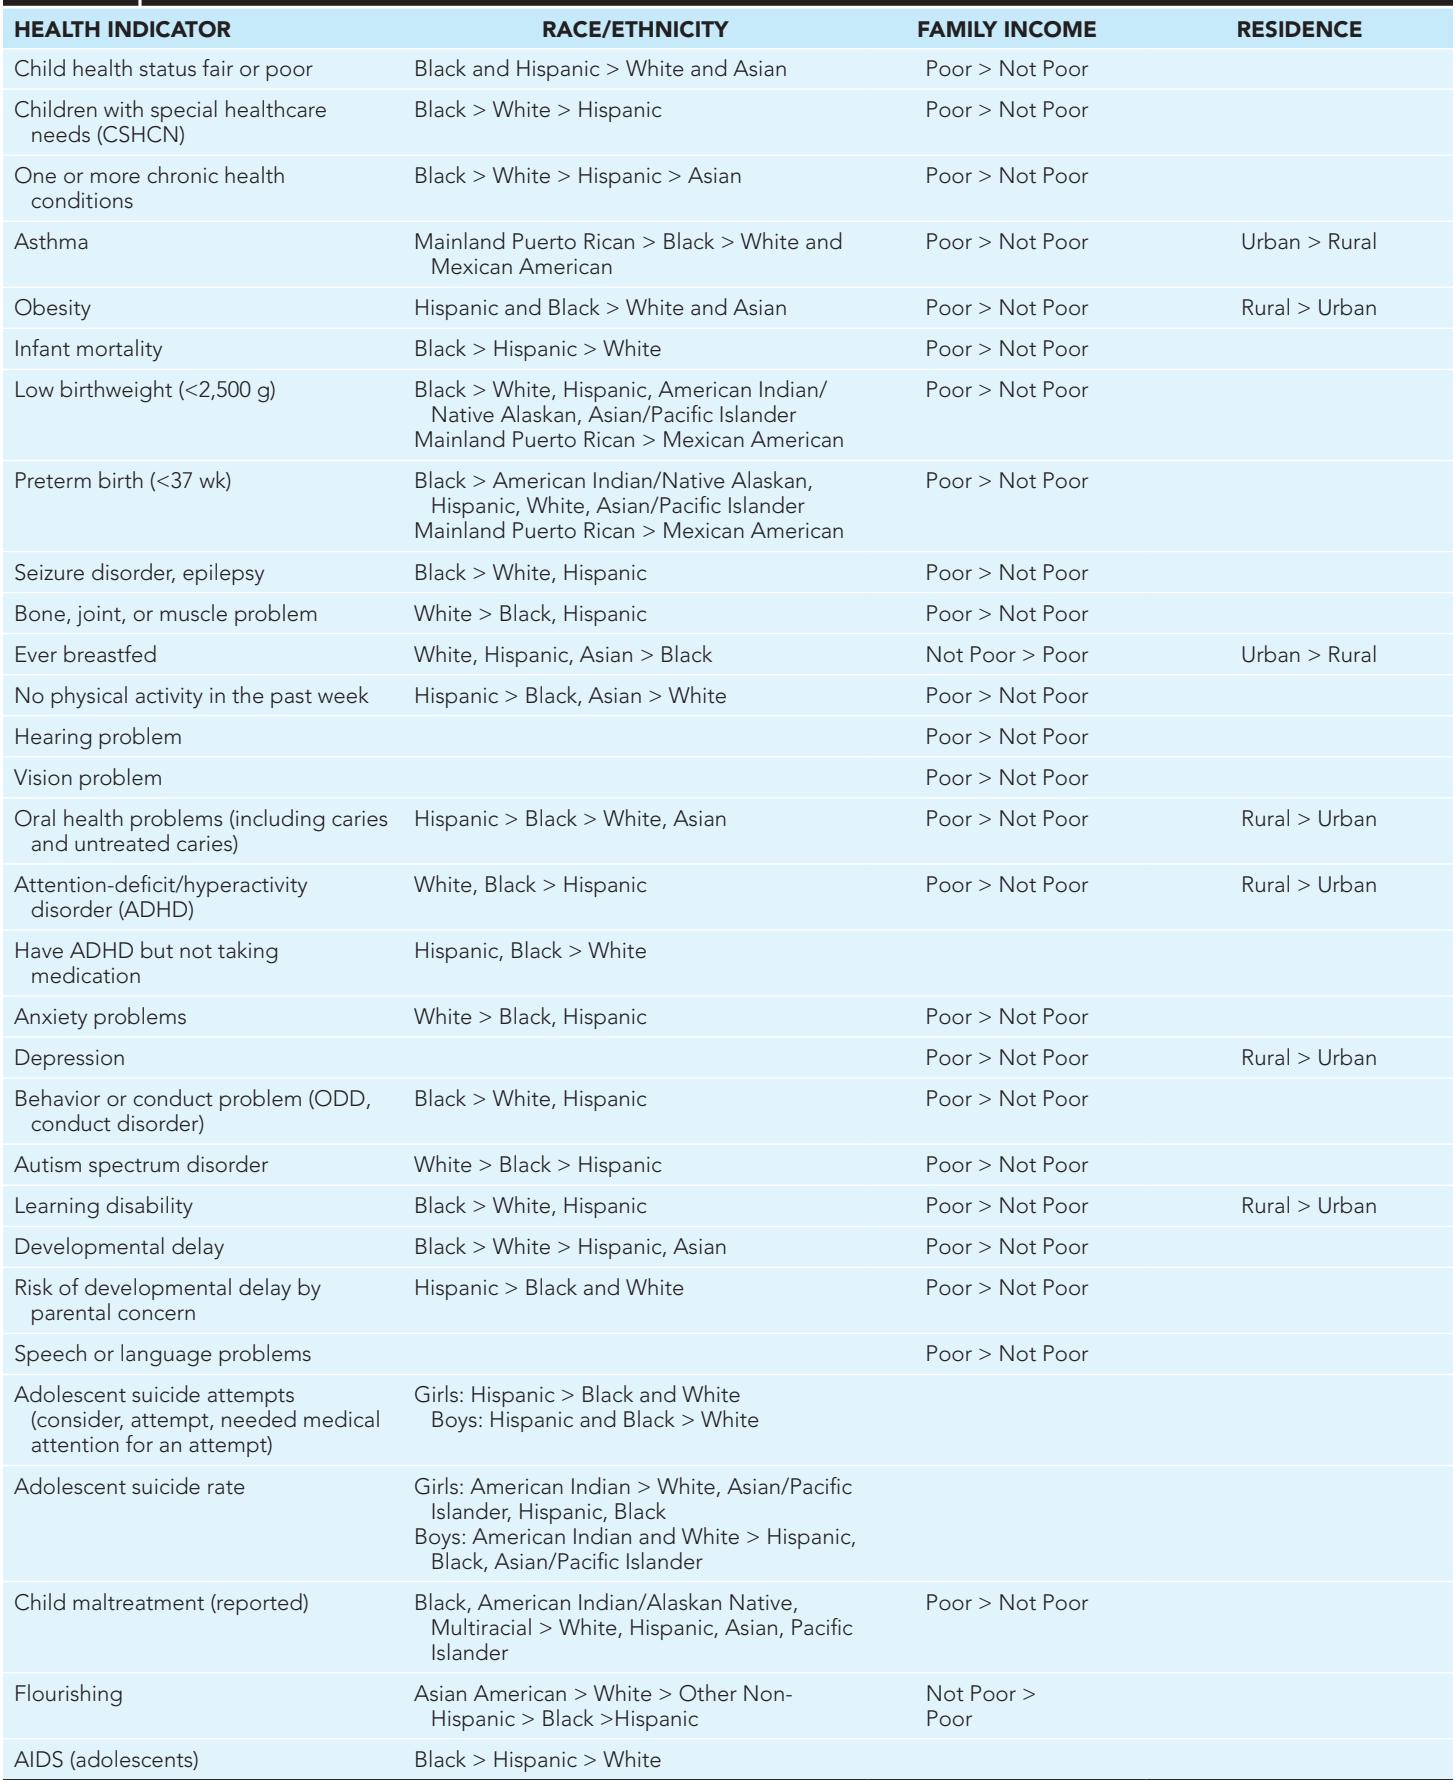 HEALTH INDICATOR RACE/ETHNICITY FAMILY INCOME RESIDENCE
Child health status fair or poor Black and Hispanic > White and Asian Poor > Not Poor
Children with special healthcare Black > White > Hispanic Poor > Not Poor
needs (CSHCN)
One or more chronic health Black > White > Hispanic > Asian Poor > Not Poor
conditions
Asthma Mainland Puerto Rican > Black > White and Poor > Not Poor Urban > Rural
Mexican American
Obesity Hispanic and Black > White and Asian Poor > Not Poor Rural > Urban
Infant mortality Black > Hispanic > White Poor > Not Poor
Low birthweight (<2,500 g) Black > White, Hispanic, American Indian/ Poor > Not Poor
Native Alaskan, Asian/Pacific Islander
Mainland Puerto Rican > Mexican American
Preterm birth (<37 wk) Black > American Indian/Native Alaskan, Poor > Not Poor
Hispanic, White, Asian/Pacific Islander
Mainland Puerto Rican > Mexican American
Seizure disorder, epilepsy Black > White, Hispanic Poor > Not Poor
Bone, joint, or muscle problem White > Black, Hispanic Poor > Not Poor
Ever breastfed White, Hispanic, Asian > Black Not Poor > Poor Urban > Rural
No physical activity in the past week Hispanic > Black, Asian > White Poor > Not Poor
Hearing problem Poor > Not Poor
Vision problem Poor > Not Poor
Oral health problems (including caries Hispanic > Black > White, Asian Poor > Not Poor Rural > Urban
and untreated caries)
Attention-deficit/hyperactivity White, Black > Hispanic Poor > Not Poor Rural > Urban
disorder (ADHD)
Have ADHD but not taking Hispanic, Black > White
medication
Anxiety problems White > Black, Hispanic Poor > Not Poor
Depression Poor > Not Poor Rural > Urban
Behavior or conduct problem (ODD, Black > White, Hispanic Poor > Not Poor
conduct disorder)
Autism spectrum disorder White > Black > Hispanic Poor > Not Poor
Learning disability Black > White, Hispanic Poor > Not Poor Rural > Urban
Developmental delay Black > White > Hispanic, Asian Poor > Not Poor
Risk of developmental delay by Hispanic > Black and White Poor > Not Poor
parental concern
Speech or language problems Poor > Not Poor
Adolescent suicide attempts Girls: Hispanic > Black and White
(consider, attempt, needed medical Boys: Hispanic and Black > White
attention for an attempt)
Adolescent suicide rate Girls: American Indian > White, Asian/Pacific
Islander, Hispanic, Black
Boys: American Indian and White > Hispanic,
Black, Asian/Pacific Islander
Child maltreatment (reported) Black, American Indian/Alaskan Native, Poor > Not Poor
Multiracial > White, Hispanic, Asian, Pacific
Islander
Flourishing Asian American > White > Other Non- Not Poor >
Hispanic > Black >Hispanic Poor
AIDS (adolescents) Black > Hispanic > White